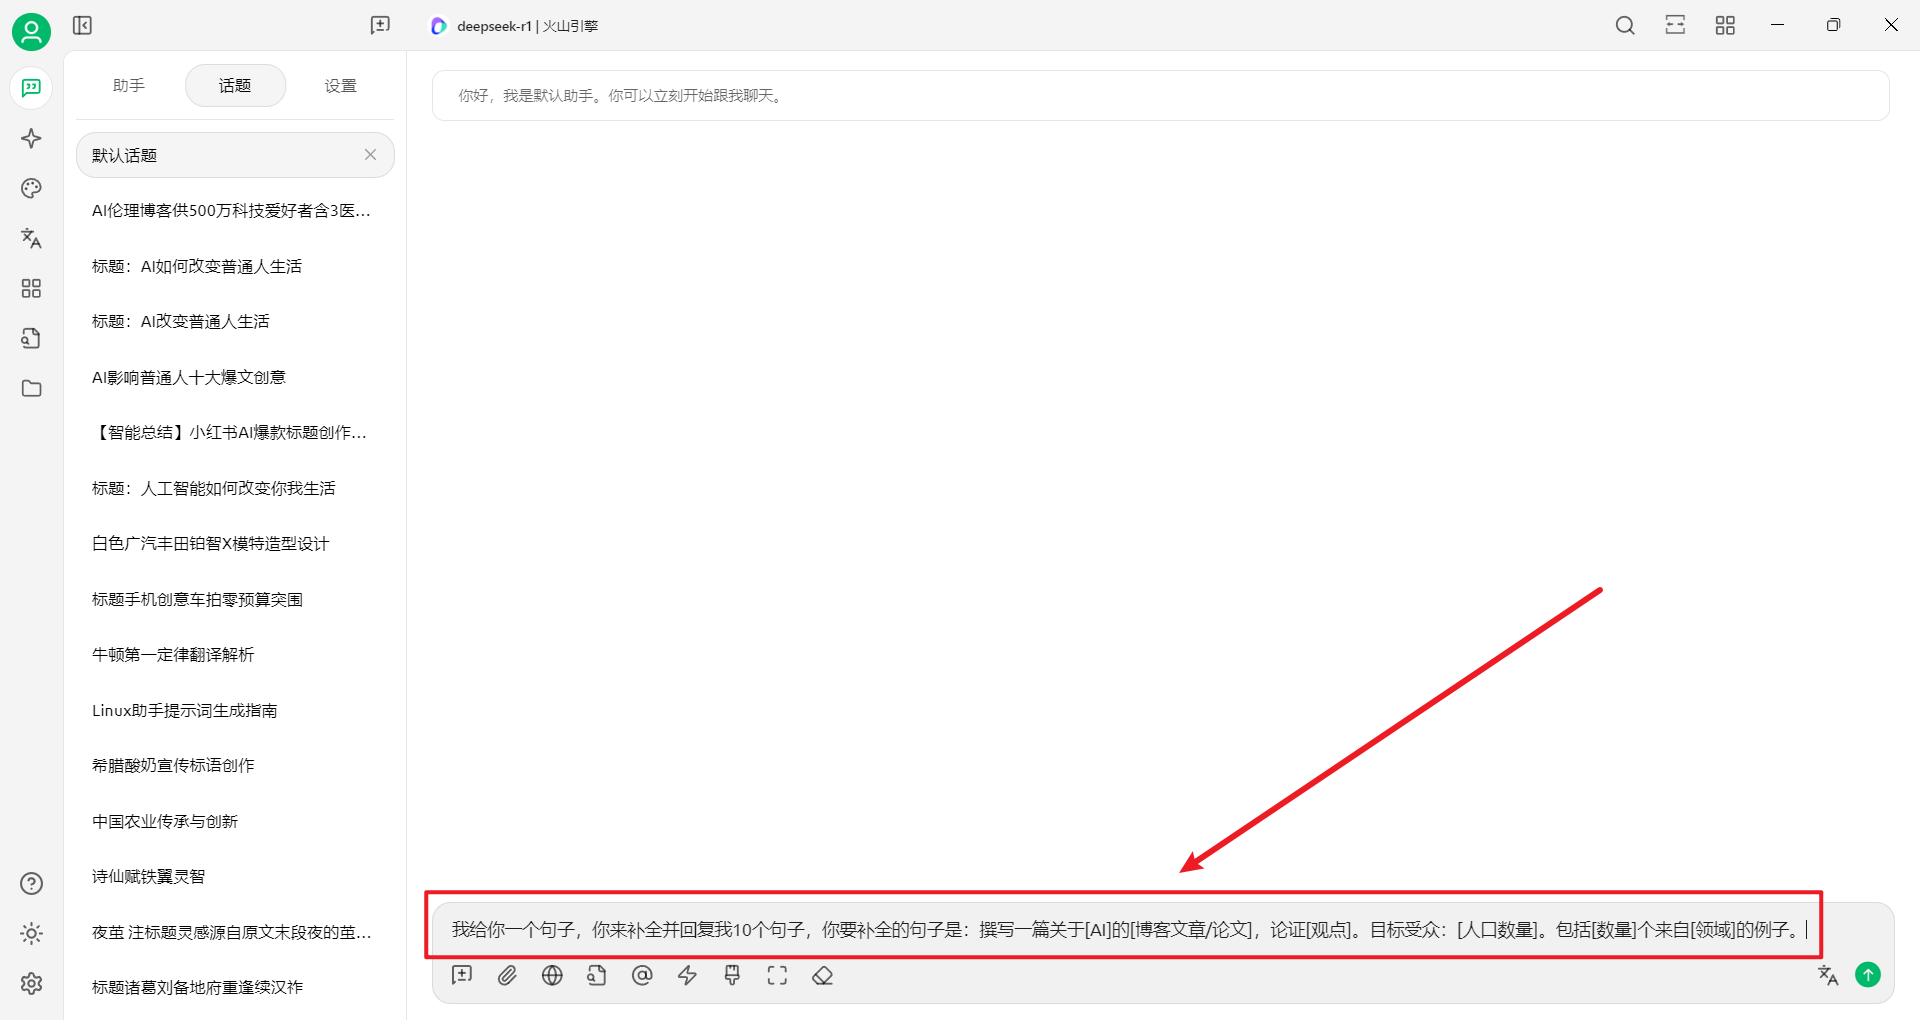 deepseek-r1 | 火山引擎
助手
话题
设置
默认话题
AI伦理博客供500万科技爱好者含3医...
标题：AI如何改变普通人生活
标题：AI改变普通人生活
AI影响普通人十大爆文创意
【智能总结】小红书AI爆款标题创作...
标题：人工智能如何改变你我生活
白色广汽丰田铂智X模特造型设计
标题手机创意车拍零预算突围
牛顿第一定律翻译解析
Linux助手提示词生成指南
希腊酸奶宣传标语创作
中国农业传承与创新
诗仙赋铁翼灵智
夜茧 注标题灵感源自原文末段夜的茧...
标题诸葛刘备地府重逢续汉祚
你好，我是默认助手。你可以立刻开始跟我聊天。
我给你一个句子，你来补全并回复我10个句子，你要补全的句子是：撰写一篇关于[AI]的[博客文章/论文]，论证[观点]。目标受众：[人口数量]。包括[数量]个来自[领域]的例子。